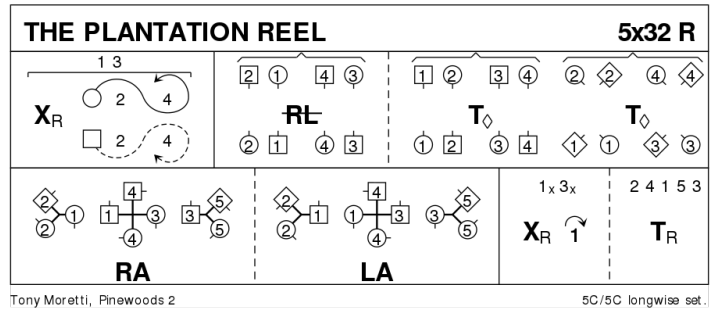 THE PLANTATION REEL 5x32 R
1 3
XR
2 4
2 4
2 1 4 3
RL
2 1 4 3
1 2 3 4
T◊
1 2 3 4
2 2 4 4
T◊
1 1 3 3
2 4 5
1 1 3 3
2 4 5
RA
2 4 5
1 1 3 3
2 4 5
LA
1x 3x
XR 1
2 4 1 5 3
TR
Tony Moretti, Pinewoods 2
5C/5C longwise set.